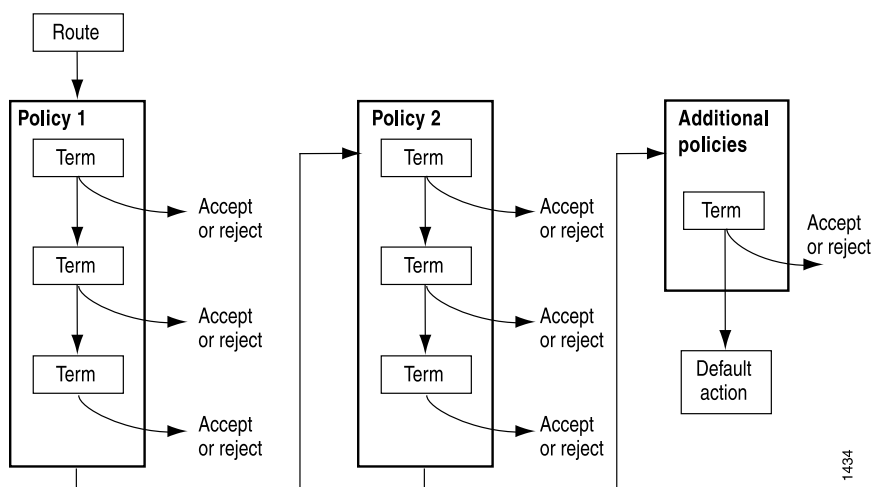 Route
Policy 1
Term
Accept
or reject
Term
Accept
or reject
Term
Accept
or reject
Policy 2
Term
Accept
or reject
Term
Accept
or reject
Term
Accept
or reject
Additional
policies
Term
Accept
or reject
Default
action
1434